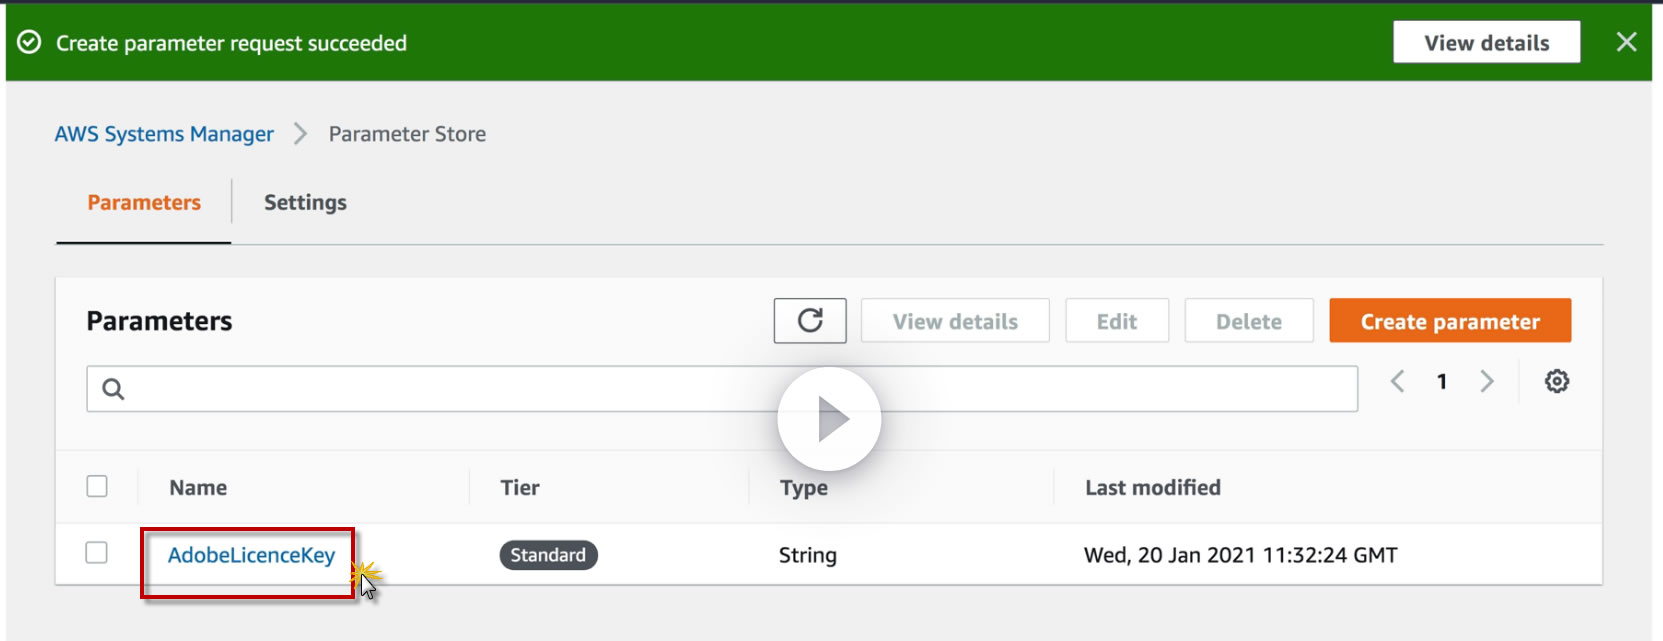 Create parameter request succeeded View details
AWS Systems Manager Parameter Store
Parameters Settings
Parameters View details Edit Delete Create parameter
1
Name Tier Type Last modified
AdobeLicenceKey Standard String Wed, 20 Jan 2021 11:32:24 GMT